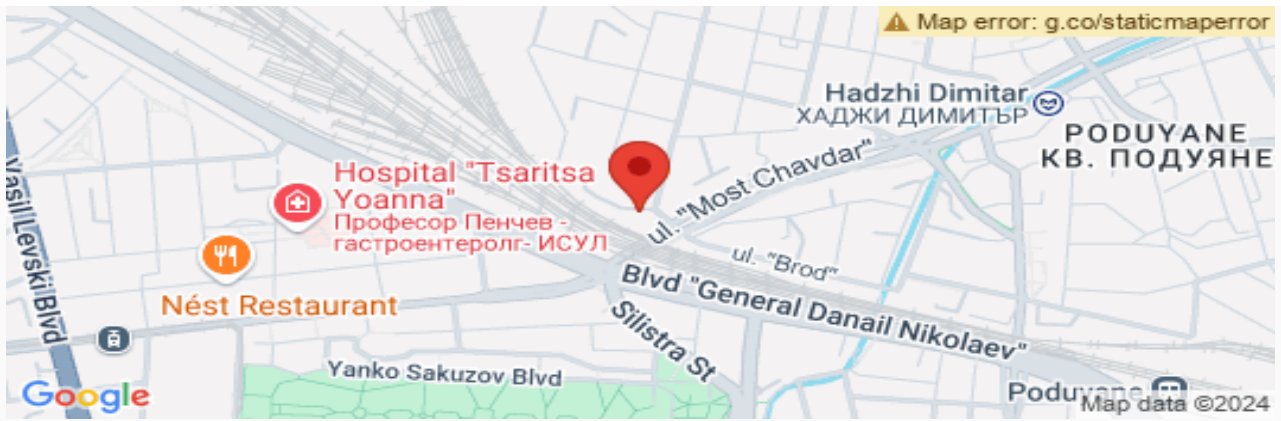 Map error: g.co/staticmaperror
Hadzhi Dimitar
ХАДЖИ ДИМИТЪР
PODUYANE
КВ. ПОДУЯНЕ
Hospital "Tsaritsa
Yoanna"
Професор Пенчев -
гастроентеролг- ИСУЛ
ul. "Most Chavdar"
ul. "Brod"
Vasil Levski Blvd
Nést Restaurant
Blvd "General Danail Nikolaev"
Silistra St
Yanko Sakuzov Blvd
Google
Poduyane
Map data ©2024